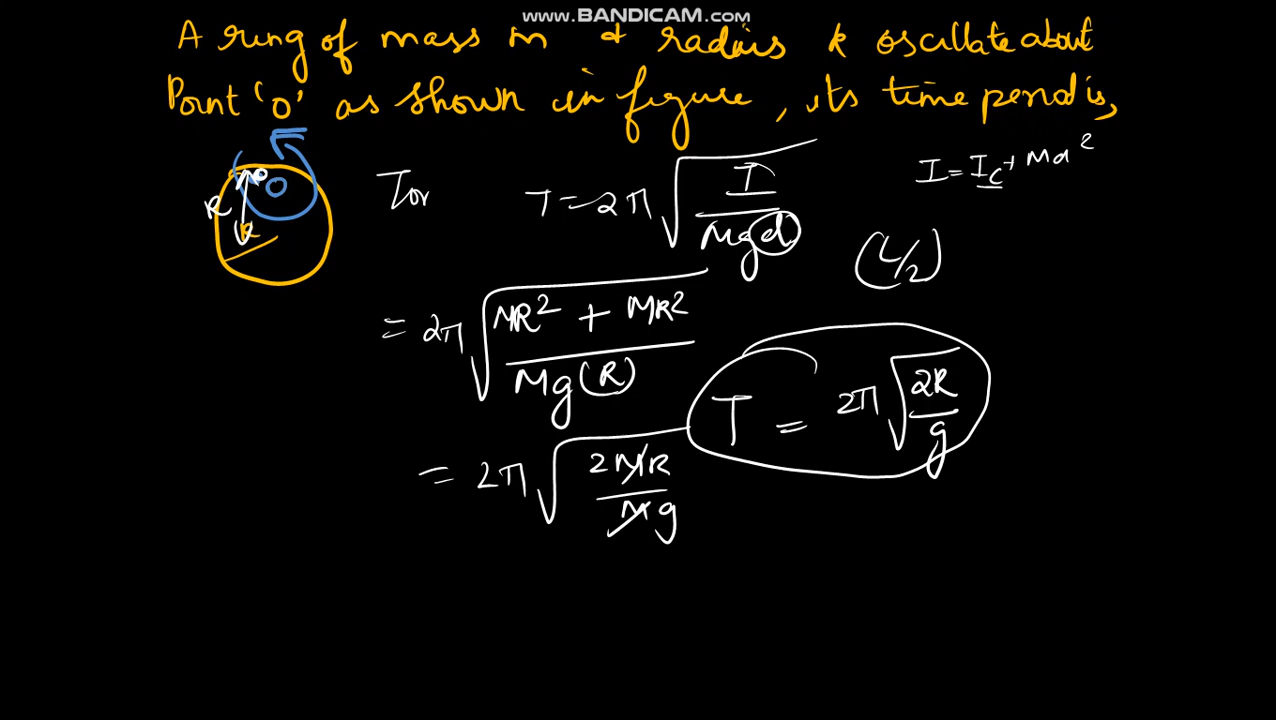 www.BANDICAM.com
A ring of mass m & radius R oscillate about
Point 'O' as shown in figure, its time period is,
I = Ic + Md²
R O R
Tor T = 2π √(I / Mgd)
(L/2)
= 2π √((MR² + MR²) / Mg(R))
T = 2π √(2R / g)
= 2π √(2MR / Mg)